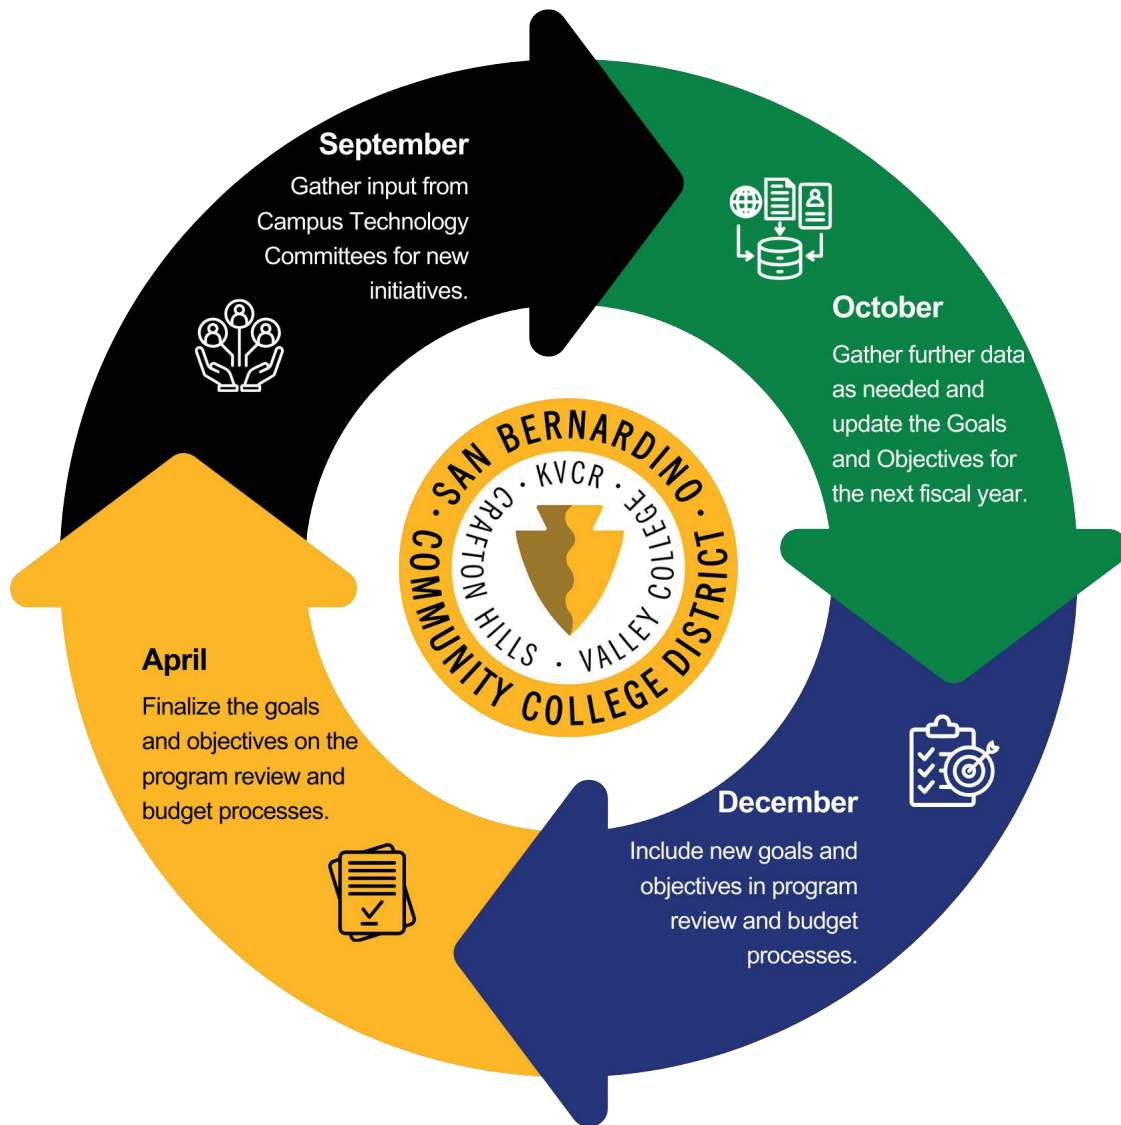 September
Gather input from
Campus Technology
Committees for new
initiatives.
October
Gather further data
as needed and
update the Goals
and Objectives for
the next fiscal year.
December
Include new goals and
objectives in program
review and budget
processes.
April
Finalize the goals
and objectives on the
program review and
budget processes.
· SAN BERNARDINO ·
COMMUNITY COLLEGE DISTRICT
CRAFTON HILLS · KVCR · VALLEY COLLEGE ·